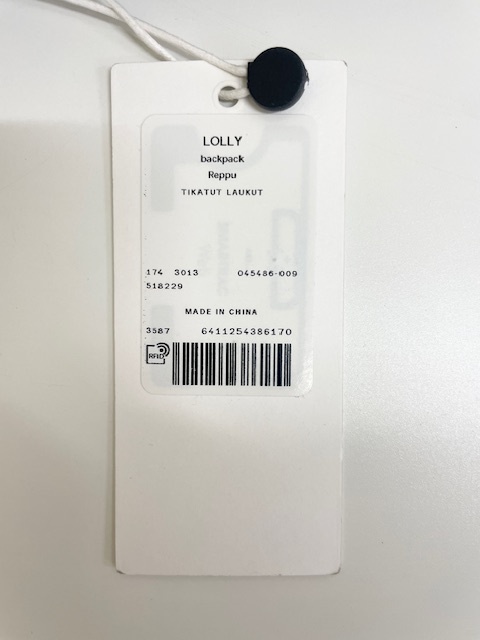 LOLLY
backpack
Reppu
TIKATUT LAUKUT
174 3013 045486-009
518229
MADE IN CHINA
3587 6411254386170
RFID